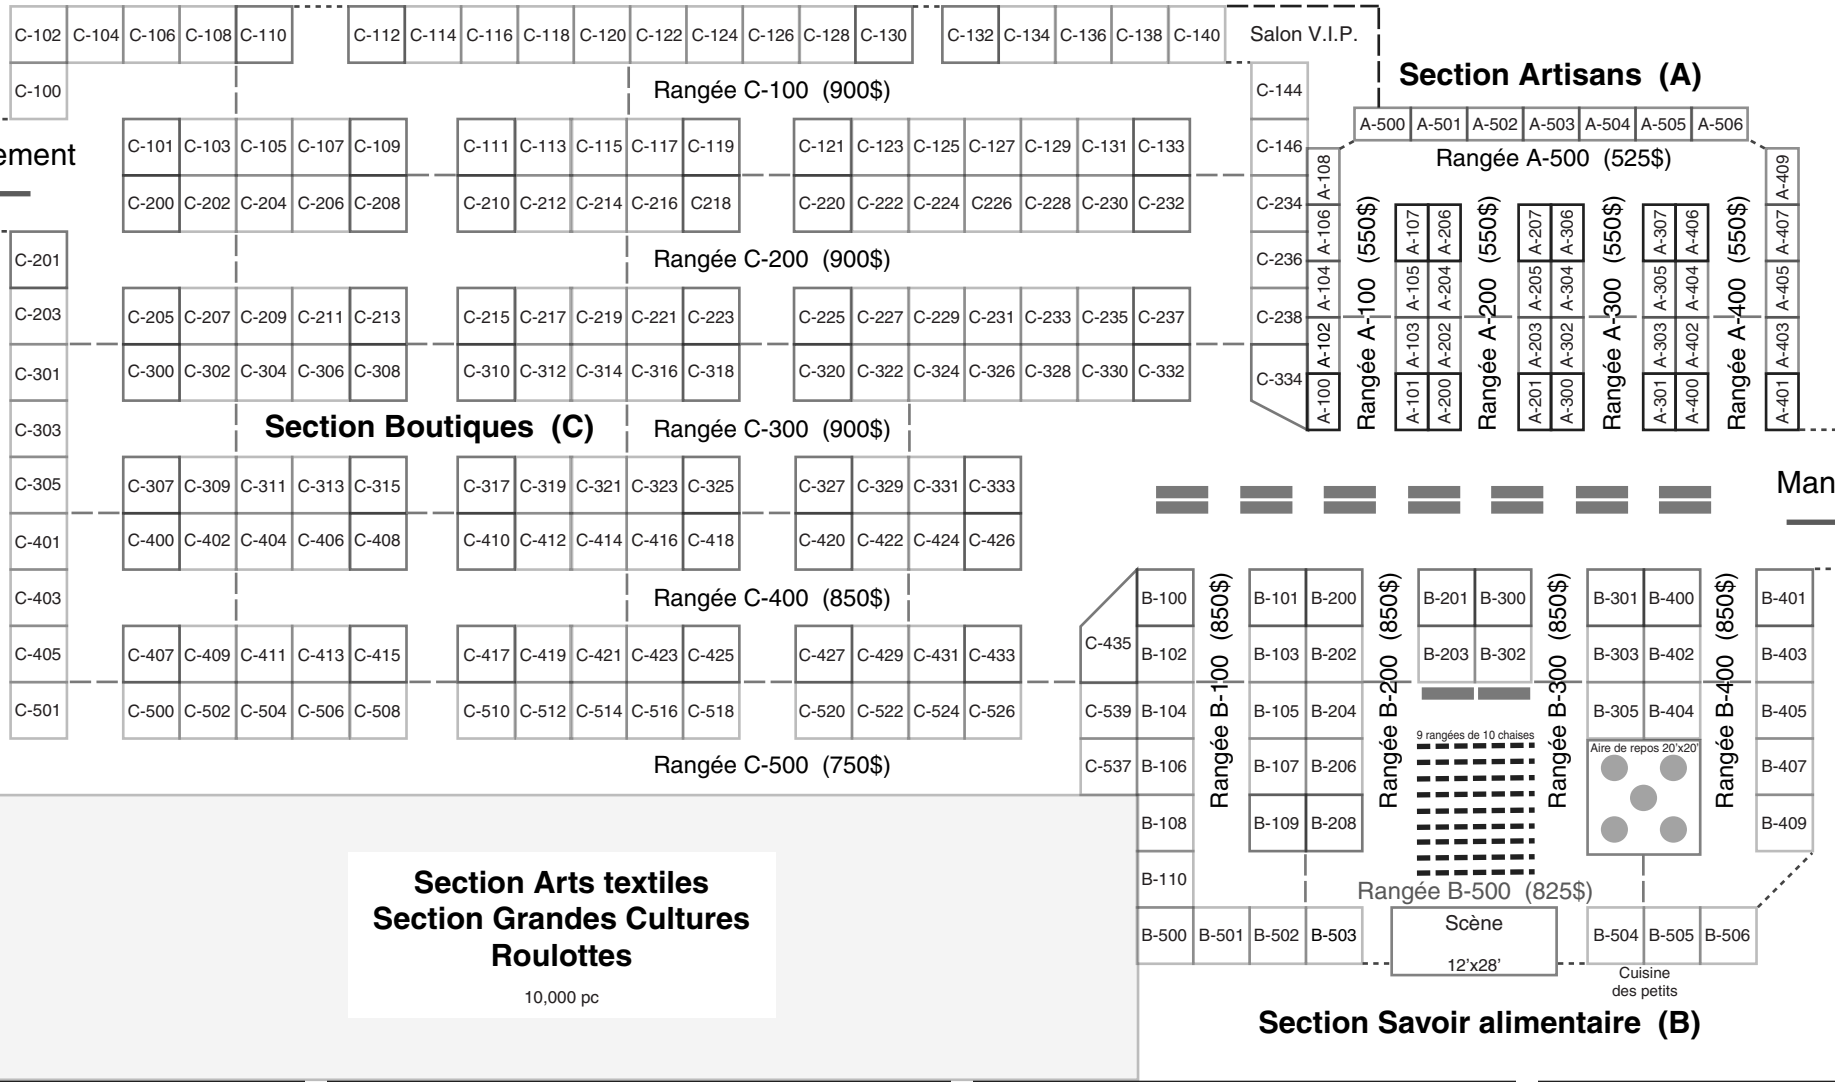 C-102 C-104 C-106 C-108 C-110 C-112 C-114 C-116 C-118 C-120 C-122 C-124 C-126 C-128 C-130 C-132 C-134 C-136 C-138 C-140 Salon V.I.P.
C-100 Rangée C-100 (900$) C-144
Section Artisans (A)
A-500 A-501 A-502 A-503 A-504 A-505 A-506
Rangée A-500 (525$)
ement
C-101 C-103 C-105 C-107 C-109 C-111 C-113 C-115 C-117 C-119 C-121 C-123 C-125 C-127 C-129 C-131 C-133 C-146
C-200 C-202 C-204 C-206 C-208 C-210 C-212 C-214 C-216 C218 C-220 C-222 C-224 C226 C-228 C-230 C-232 C-234
C-201 Rangée C-200 (900$) C-236
C-203 C-205 C-207 C-209 C-211 C-213 C-215 C-217 C-219 C-221 C-223 C-225 C-227 C-229 C-231 C-233 C-235 C-237 C-238
C-301 C-300 C-302 C-304 C-306 C-308 C-310 C-312 C-314 C-316 C-318 C-320 C-322 C-324 C-326 C-328 C-330 C-332 C-334
A-100 A-102 A-104 A-106 A-108
Rangée A-100 (550$)
A-101 A-103 A-105 A-107
A-200 A-202 A-204 A-206
Rangée A-200 (550$)
A-201 A-203 A-205 A-207
A-300 A-302 A-304 A-306
Rangée A-300 (550$)
A-301 A-303 A-305 A-307
A-400 A-402 A-404 A-406
Rangée A-400 (550$)
A-401 A-403 A-405 A-407 A-409
C-303 Section Boutiques (C) Rangée C-300 (900$)
C-305 C-307 C-309 C-311 C-313 C-315 C-317 C-319 C-321 C-323 C-325 C-327 C-329 C-331 C-333
Man
C-401 C-400 C-402 C-404 C-406 C-408 C-410 C-412 C-414 C-416 C-418 C-420 C-422 C-424 C-426
C-403 Rangée C-400 (850$)
C-405 C-407 C-409 C-411 C-413 C-415 C-417 C-419 C-421 C-423 C-425 C-427 C-429 C-431 C-433 C-435
C-501 C-500 C-502 C-504 C-506 C-508 C-510 C-512 C-514 C-516 C-518 C-520 C-522 C-524 C-526 C-539
Rangée C-500 (750$) C-537
B-100 B-101 B-200 B-201 B-300 B-301 B-400 B-401
B-102 B-103 B-202 B-203 B-302 B-303 B-402 B-403
B-104 B-105 B-204 B-305 B-404 B-405
9 rangées de 10 chaises
Aire de repos 20'x20'
B-106 B-107 B-206 B-407
B-108 B-109 B-208 B-409
B-110
Rangée B-100 (850$)
Rangée B-200 (850$)
Rangée B-300 (850$)
Rangée B-400 (850$)
Rangée B-500 (825$)
B-500 B-501 B-502 B-503
Scène
12'x28'
B-504 B-505 B-506
Cuisine
des petits
Section Savoir alimentaire (B)
Section Arts textiles
Section Grandes Cultures
Roulottes
10,000 pc